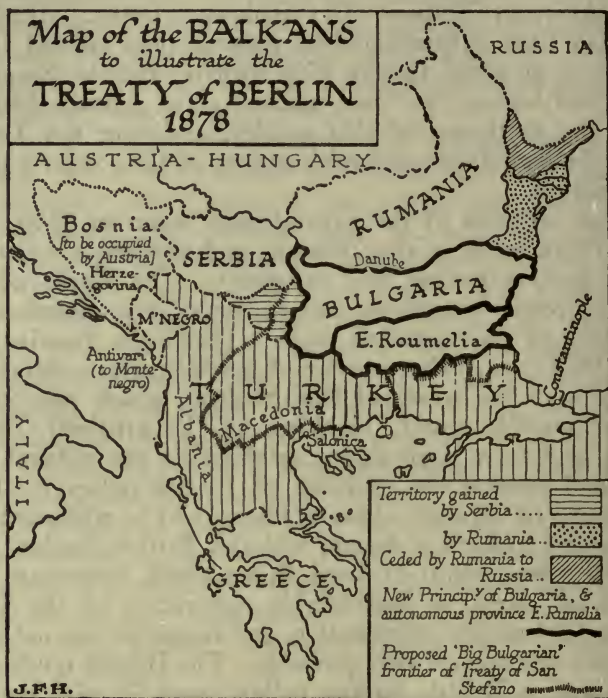 Map of the BALKANS
to illustrate the
TREATY of BERLIN
1878
RUSSIA
AUSTRIA-HUNGARY
RUMANIA
Bosnia
[to be occupied
by Austria]
Herze-
govina
SERBIA
Danube
BULGARIA
M'NEGRO
E. Roumelia
Antivari
(to Monte-
negro)
Constantinople
TURKEY
Albania
Macedonia
Salonica
ITALY
GREECE
Territory gained
by Serbia.....
by Rumania..
Ceded by Rumania to
Russia..
New Princip.y of Bulgaria, &
autonomous province E. Rumelia
Proposed "Big Bulgarian"
frontier of Treaty of San
Stefano
J.F.H.